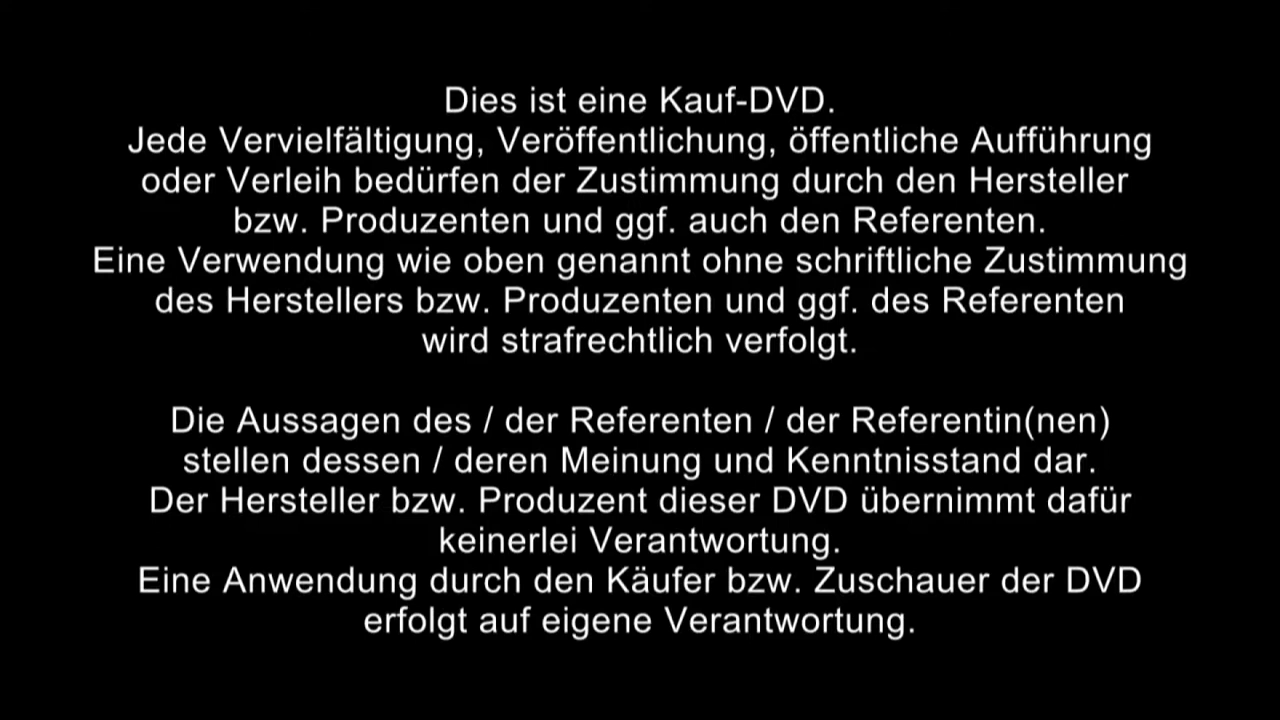 Dies ist eine Kauf-DVD.
Jede Vervielfältigung, Veröffentlichung, öffentliche Aufführung
oder Verleih bedürfen der Zustimmung durch den Hersteller
bzw. Produzenten und ggf. auch den Referenten.
Eine Verwendung wie oben genannt ohne schriftliche Zustimmung
des Herstellers bzw. Produzenten und ggf. des Referenten
wird strafrechtlich verfolgt.
Die Aussagen des / der Referenten / der Referentin(nen)
stellen dessen / deren Meinung und Kenntnisstand dar.
Der Hersteller bzw. Produzent dieser DVD übernimmt dafür
keinerlei Verantwortung.
Eine Anwendung durch den Käufer bzw. Zuschauer der DVD
erfolgt auf eigene Verantwortung.